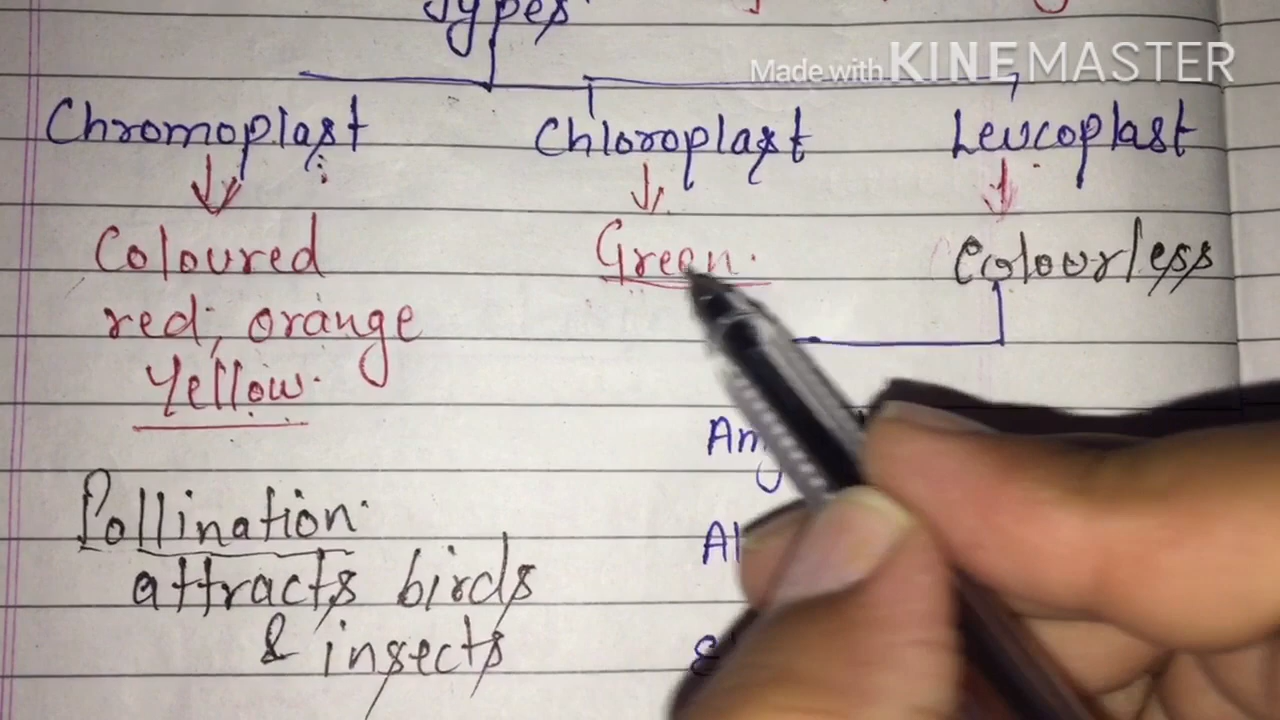 Types
Made with KINEMASTER
Chromoplast Chloroplast Leucoplast
Coloured Green. Colourless
red, orange
Yellow.
Pollination.
attracts birds
& insects